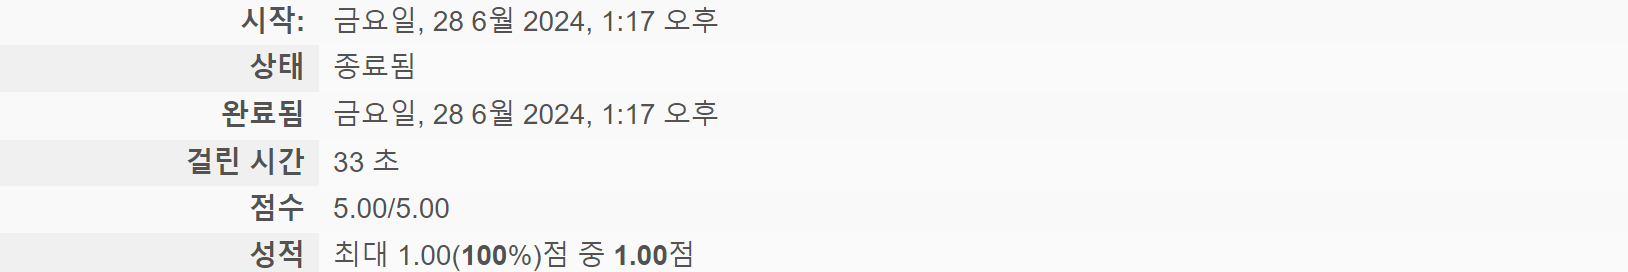 시작: 금요일, 28 6월 2024, 1:17 오후
상태 종료됨
완료됨 금요일, 28 6월 2024, 1:17 오후
걸린 시간 33 초
점수 5.00/5.00
성적 최대 1.00(100%)점 중 1.00점